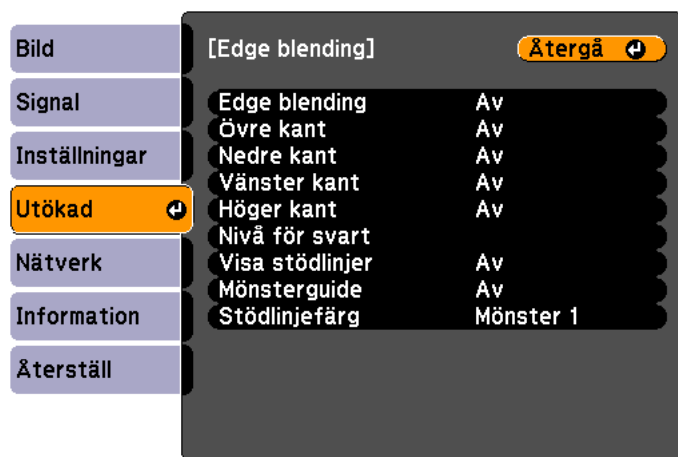 Bild
Signal
Inställningar
Utökad
Nätverk
Information
Återställ
[Edge blending]
Återgå
Edge blending Av
Övre kant Av
Nedre kant Av
Vänster kant Av
Höger kant Av
Nivå för svart
Visa stödlinjer Av
Mönsterguide Av
Stödlinjefärg Mönster 1